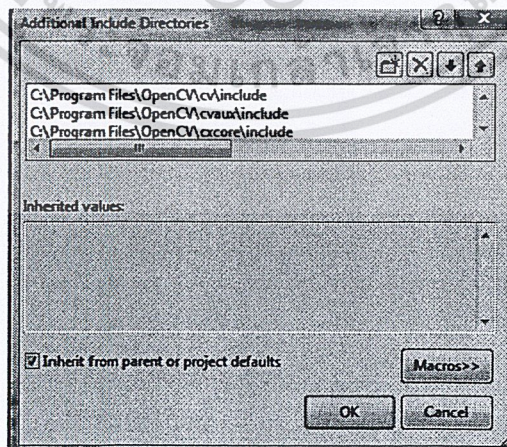 Additional Include Directories
C:\Program Files\OpenCV\cv\include
C:\Program Files\OpenCV\cvaux\include
C:\Program Files\OpenCV\cxcore\include
Inherited values:
Inherit from parent or project defaults
Macros>>
OK
Cancel